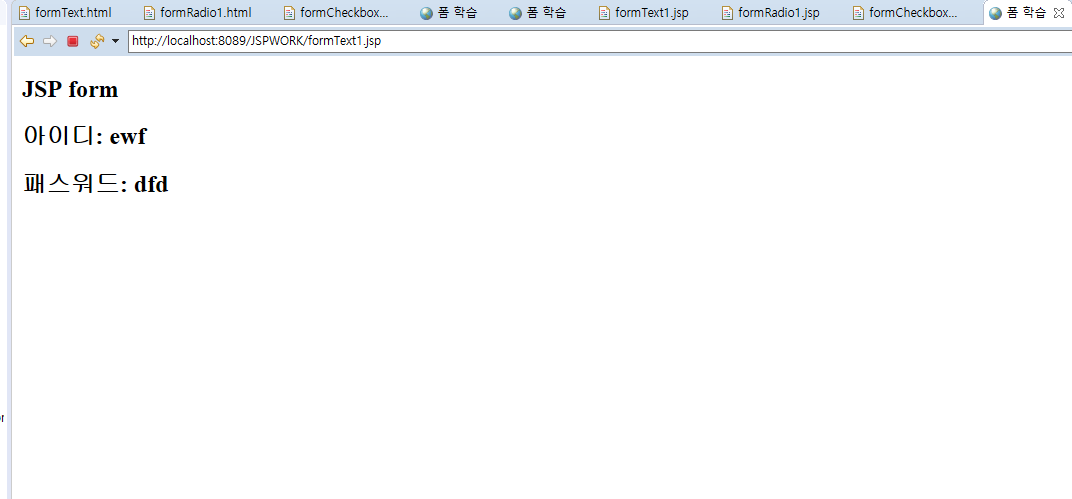 formText.html formRadio1.html formCheckbox... 폼 학습 폼 학습 formText1.jsp formRadio1.jsp formCheckbox... 폼 학습
http://localhost:8089/JSPWORK/formText1.jsp
JSP form
아이디: ewf
패스워드: dfd